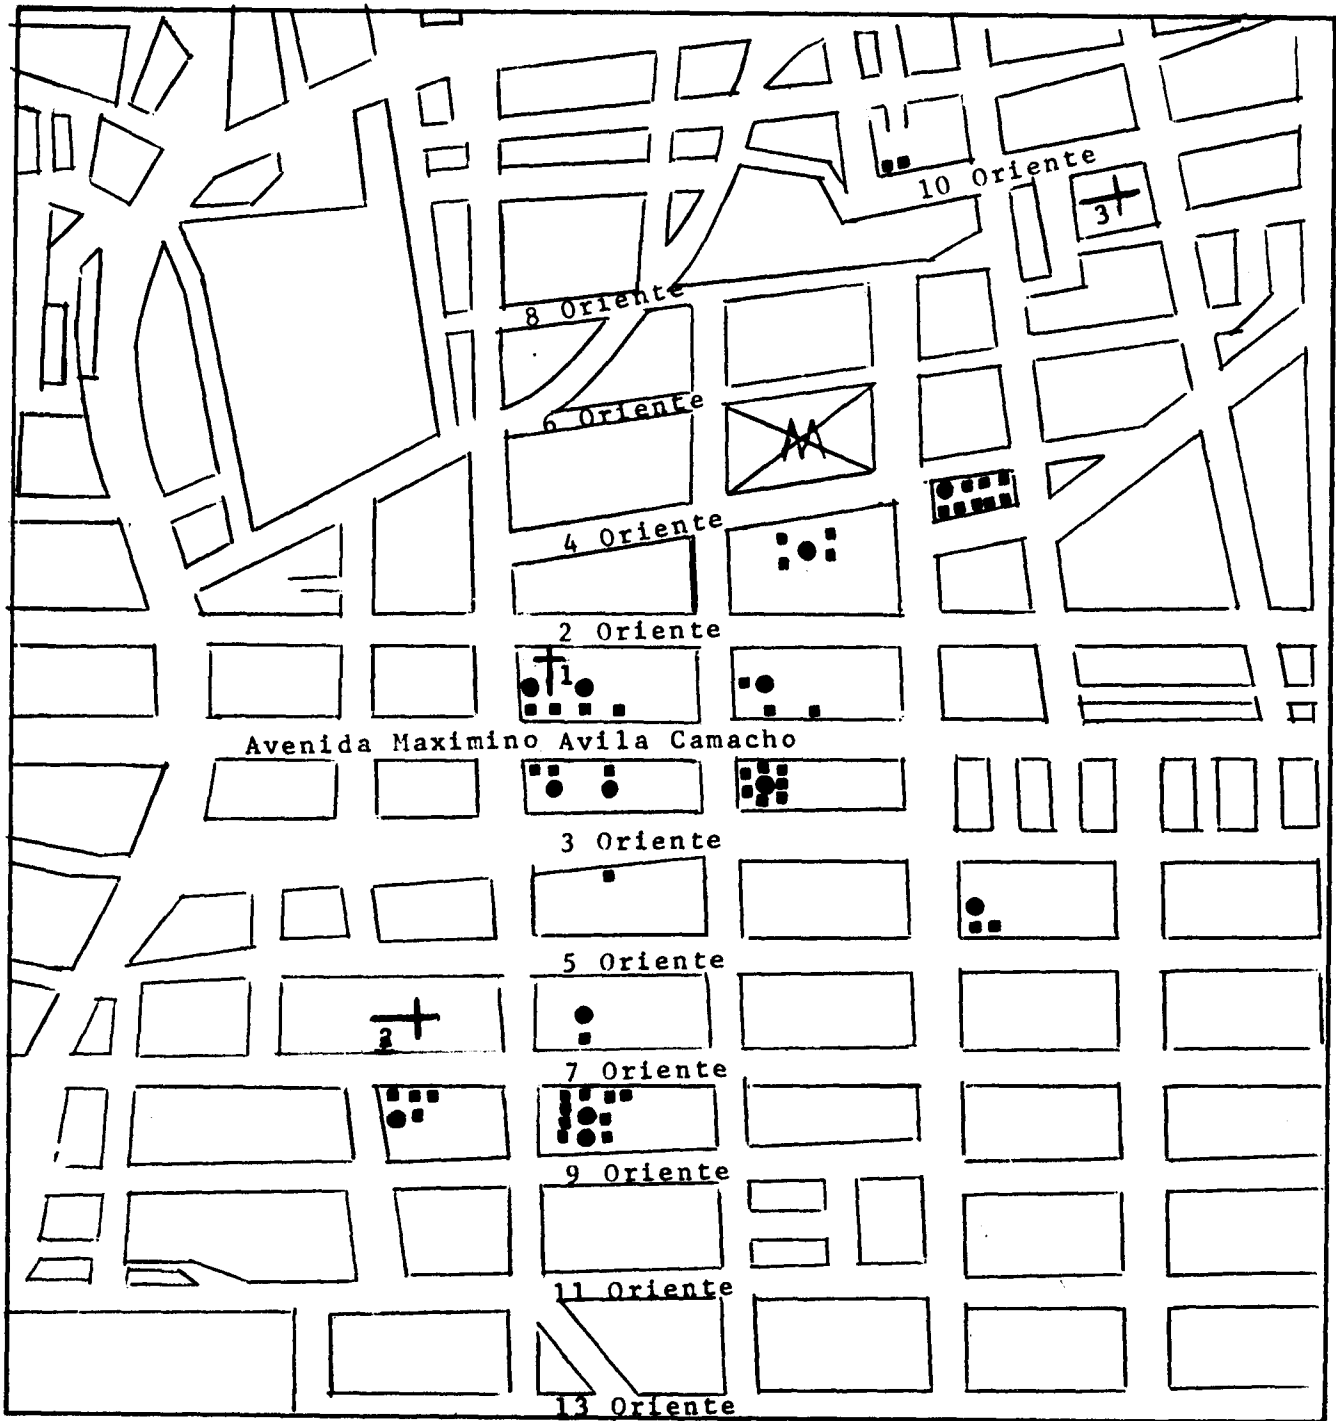 10 Oriente
3
8 Oriente
6 Oriente
M
4 Oriente
2 Oriente
1
Avenida Maximino Avila Camacho
3 Oriente
5 Oriente
2
7 Oriente
9 Oriente
11 Oriente
13 Oriente